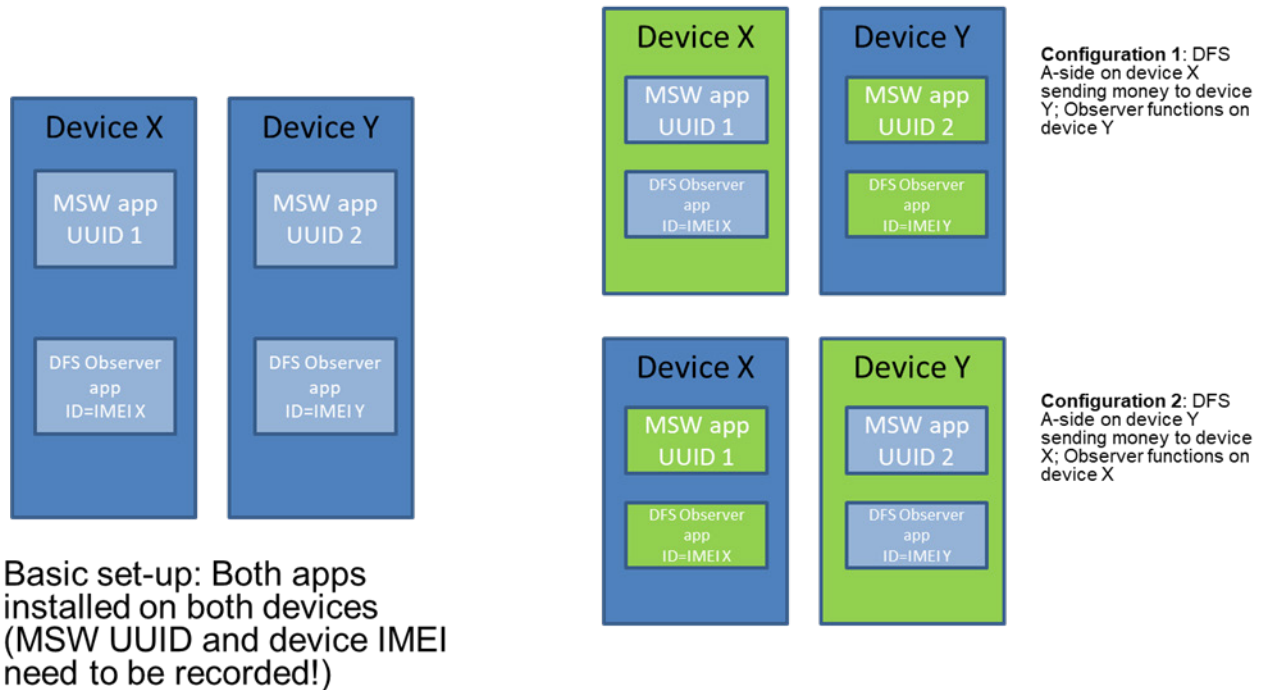 Device X
MSW app
UUID 1
DFS Observer
app
ID=IMEI X
Device Y
MSW app
UUID 2
DFS Observer
app
ID=IMEI Y
Basic set-up: Both apps
installed on both devices
(MSW UUID and device IMEI
need to be recorded!)
Device X
MSW app
UUID 1
DFS Observer
app
ID=IMEI X
Device Y
MSW app
UUID 2
DFS Observer
app
ID=IMEI Y
Configuration 1: DFS
A-side on device X
sending money to device
Y; Observer functions on
device Y
Device X
MSW app
UUID 1
DFS Observer
app
ID=IMEI X
Device Y
MSW app
UUID 2
DFS Observer
app
ID=IMEI Y
Configuration 2: DFS
A-side on device Y
sending money to device
X; Observer functions on
device X